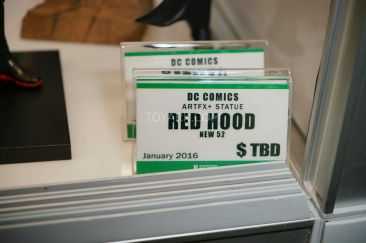 DC COMICS
DC COMICS
ARTFX+ STATUE
RED HOOD
NEW 52
January 2016
$ TBD